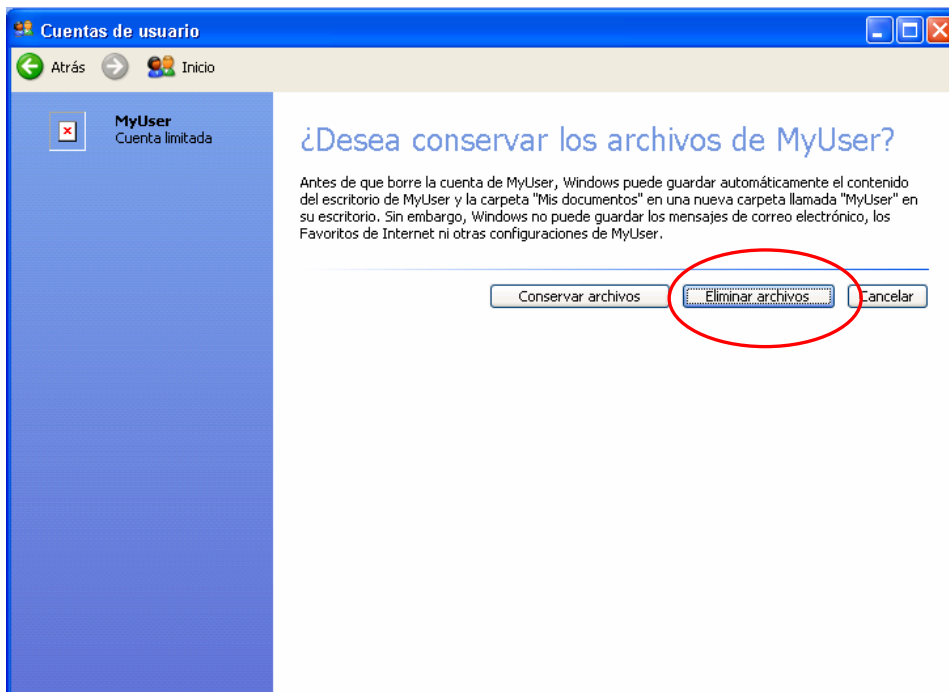 Cuentas de usuario
Atrás
Inicio
MyUser
Cuenta limitada
¿Desea conservar los archivos de MyUser?
Antes de que borre la cuenta de MyUser, Windows puede guardar automáticamente el contenido
del escritorio de MyUser y la carpeta "Mis documentos" en una nueva carpeta llamada "MyUser" en
su escritorio. Sin embargo, Windows no puede guardar los mensajes de correo electrónico, los
Favoritos de Internet ni otras configuraciones de MyUser.
Conservar archivos
Eliminar archivos
Cancelar